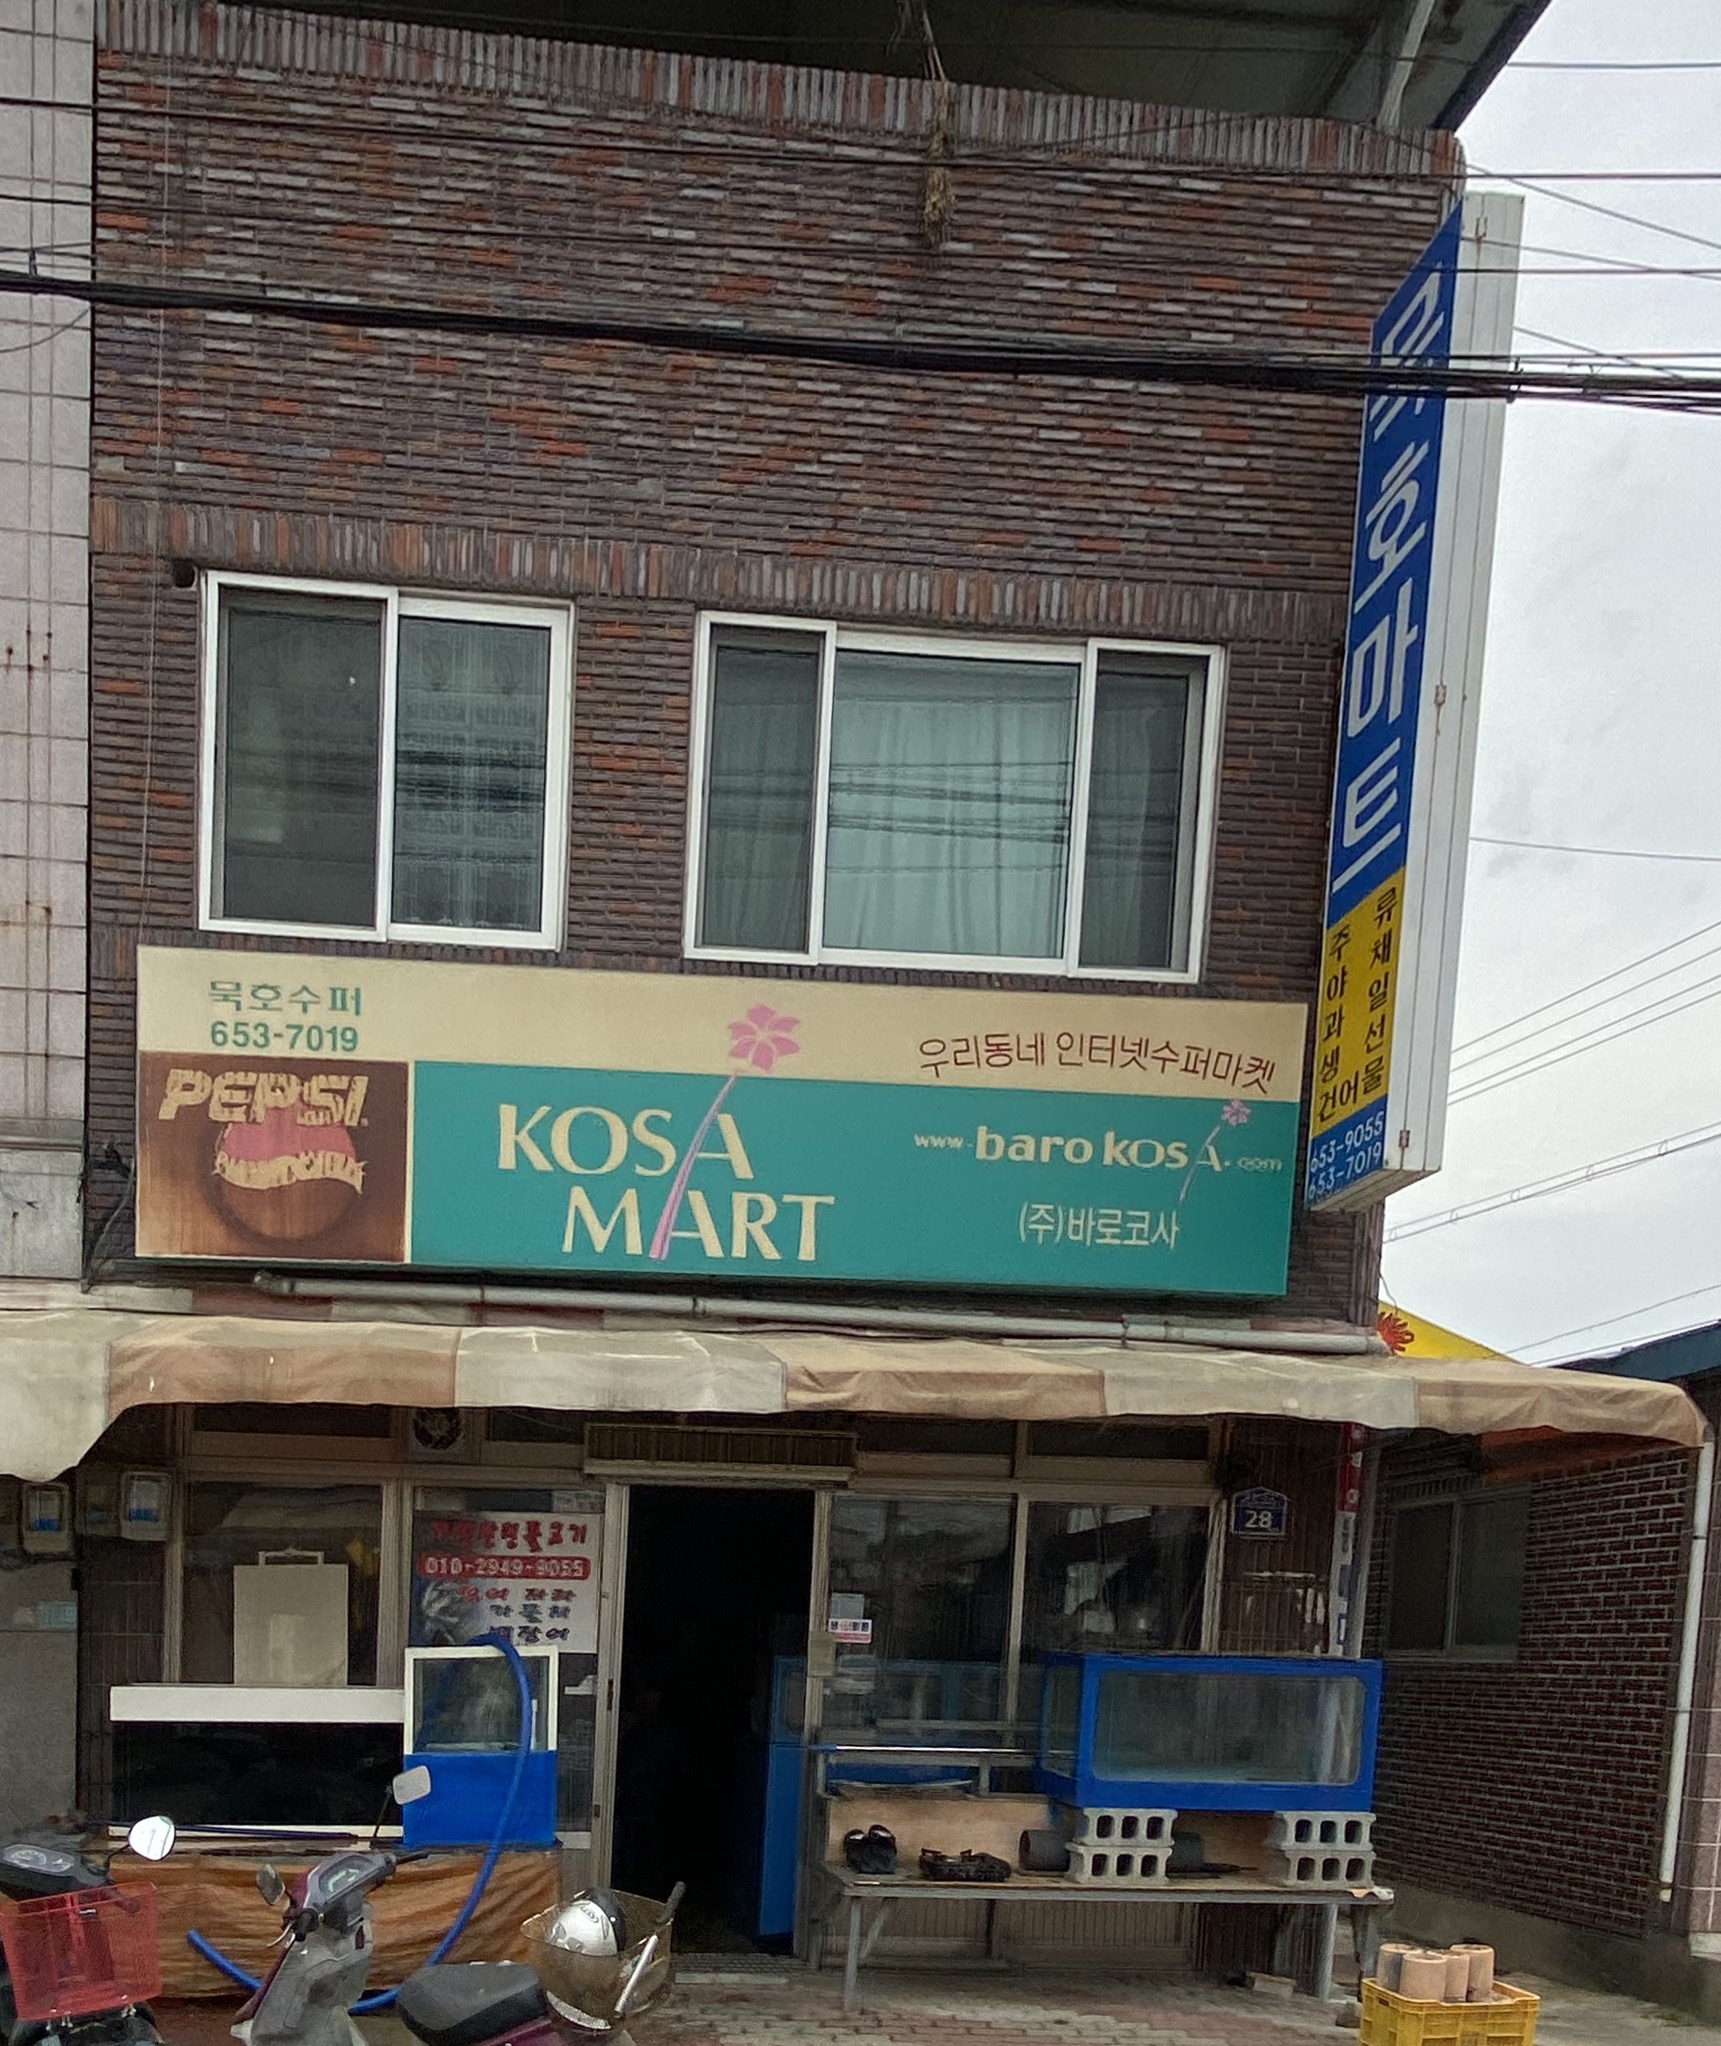 묵호마트
주류
야채
과일
생선
건어물
653-9055
653-7019
묵호수퍼
653-7019
PEPSI
우리동네 인터넷수퍼마켓
KOSA
MART
www.barokosA.com
(주)바로코사
010-2949-9055
28